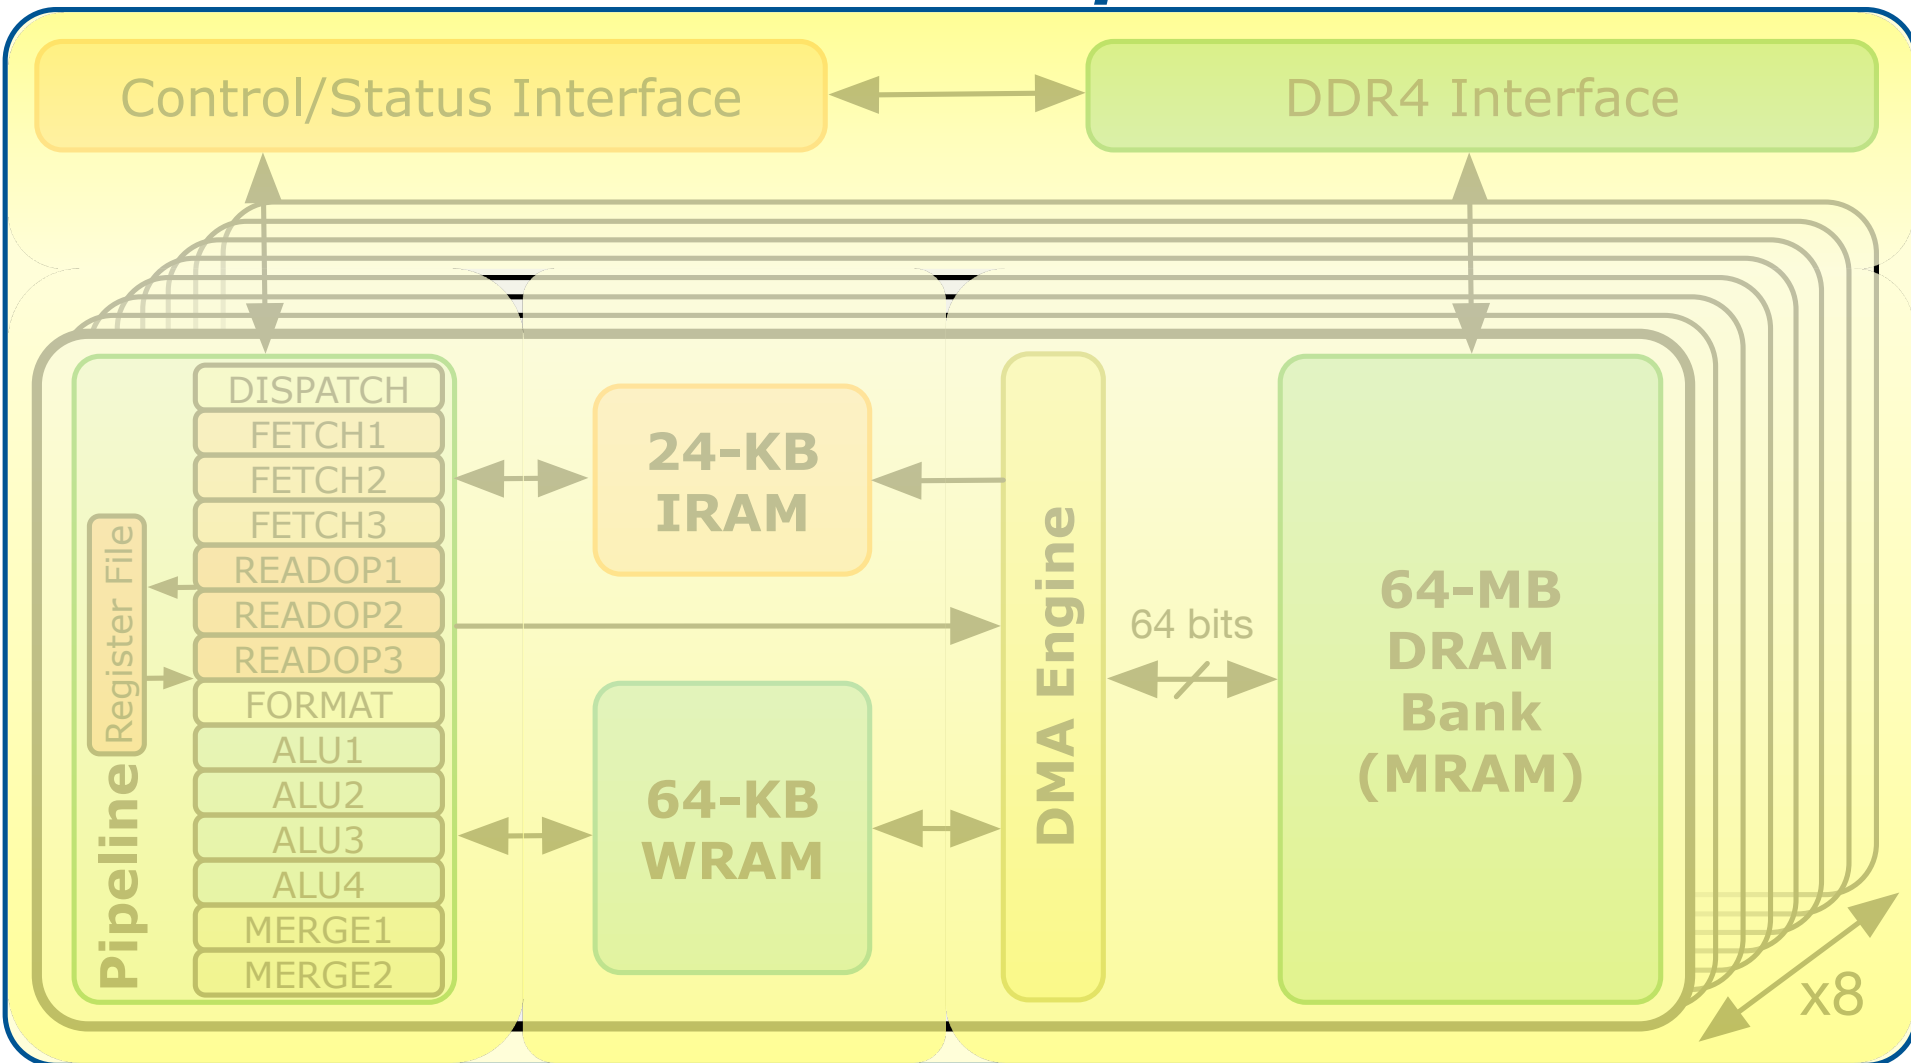 Control/Status Interface
DDR4 Interface
DISPATCH
FETCH1
FETCH2
FETCH3
READOP1
READOP2
READOP3
FORMAT
ALU1
ALU2
ALU3
ALU4
MERGE1
MERGE2
Register File
Pipeline
24-KB
IRAM
64-KB
WRAM
DMA Engine
64 bits
64-MB
DRAM
Bank
(MRAM)
x8